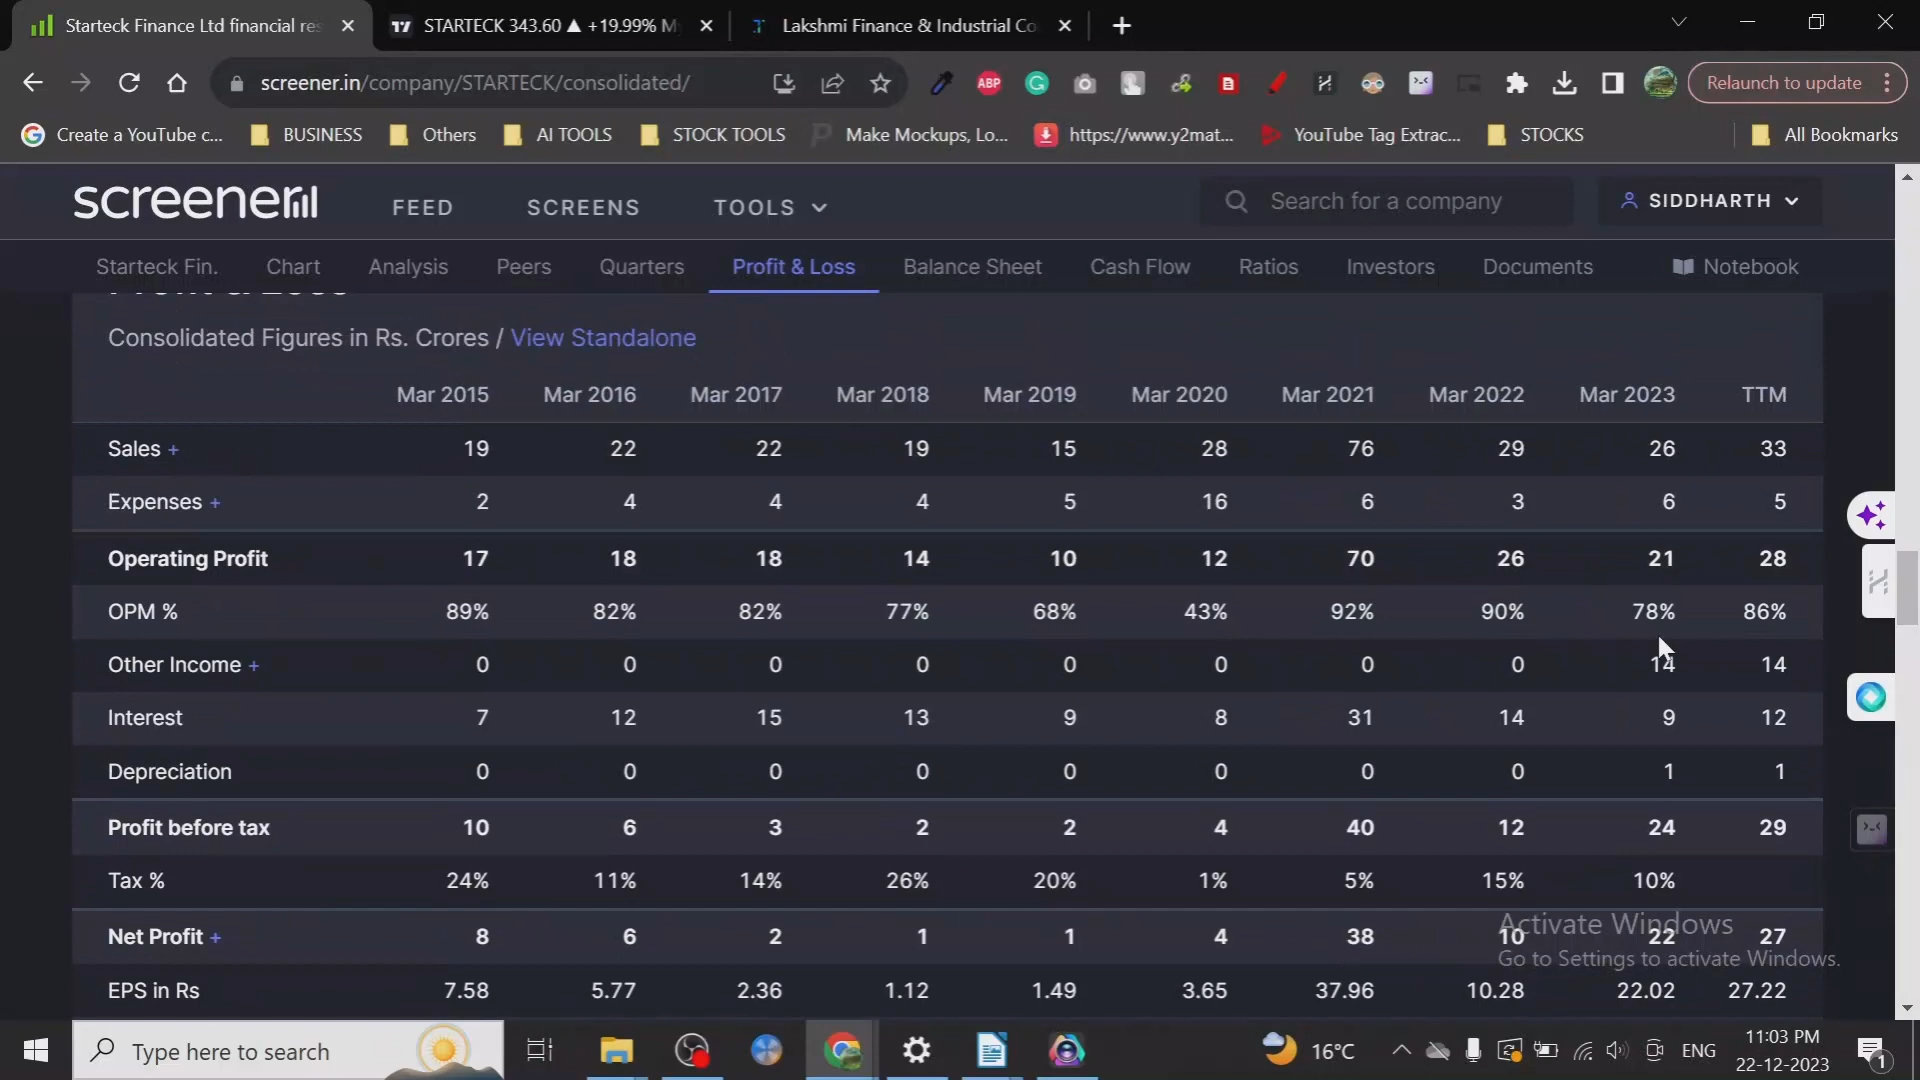 Starteck Finance Ltd financial res
STARTECK 343.60 ▲ +19.99% M
Lakshmi Finance & Industrial Co
screener.in/company/STARTECK/consolidated/
ABP
Relaunch to update
Create a YouTube c...
BUSINESS
Others
AI TOOLS
STOCK TOOLS
Make Mockups, Lo...
https://www.y2mat...
YouTube Tag Extrac...
STOCKS
All Bookmarks
screener
FEED
SCREENS
TOOLS
Search for a company
SIDDHARTH
Starteck Fin.
Chart
Analysis
Peers
Quarters
Profit & Loss
Balance Sheet
Cash Flow
Ratios
Investors
Documents
Notebook
Consolidated Figures in Rs. Crores / View Standalone
Mar 2015 Mar 2016 Mar 2017 Mar 2018 Mar 2019 Mar 2020 Mar 2021 Mar 2022 Mar 2023 TTM
Sales + 19 22 22 19 15 28 76 29 26 33
Expenses + 2 4 4 4 5 16 6 3 6 5
Operating Profit 17 18 18 14 10 12 70 26 21 28
OPM % 89% 82% 82% 77% 68% 43% 92% 90% 78% 86%
Other Income + 0 0 0 0 0 0 0 0 14 14
Interest 7 12 15 13 9 8 31 14 9 12
Depreciation 0 0 0 0 0 0 0 0 1 1
Profit before tax 10 6 3 2 2 4 40 12 24 29
Tax % 24% 11% 14% 26% 20% 1% 5% 15% 10%
Net Profit + 8 6 2 1 1 4 38 10 22 27
EPS in Rs 7.58 5.77 2.36 1.12 1.49 3.65 37.96 10.28 22.02 27.22
Activate Windows
Go to Settings to activate Windows.
Type here to search
16°C
ENG
11:03 PM
22-12-2023
1